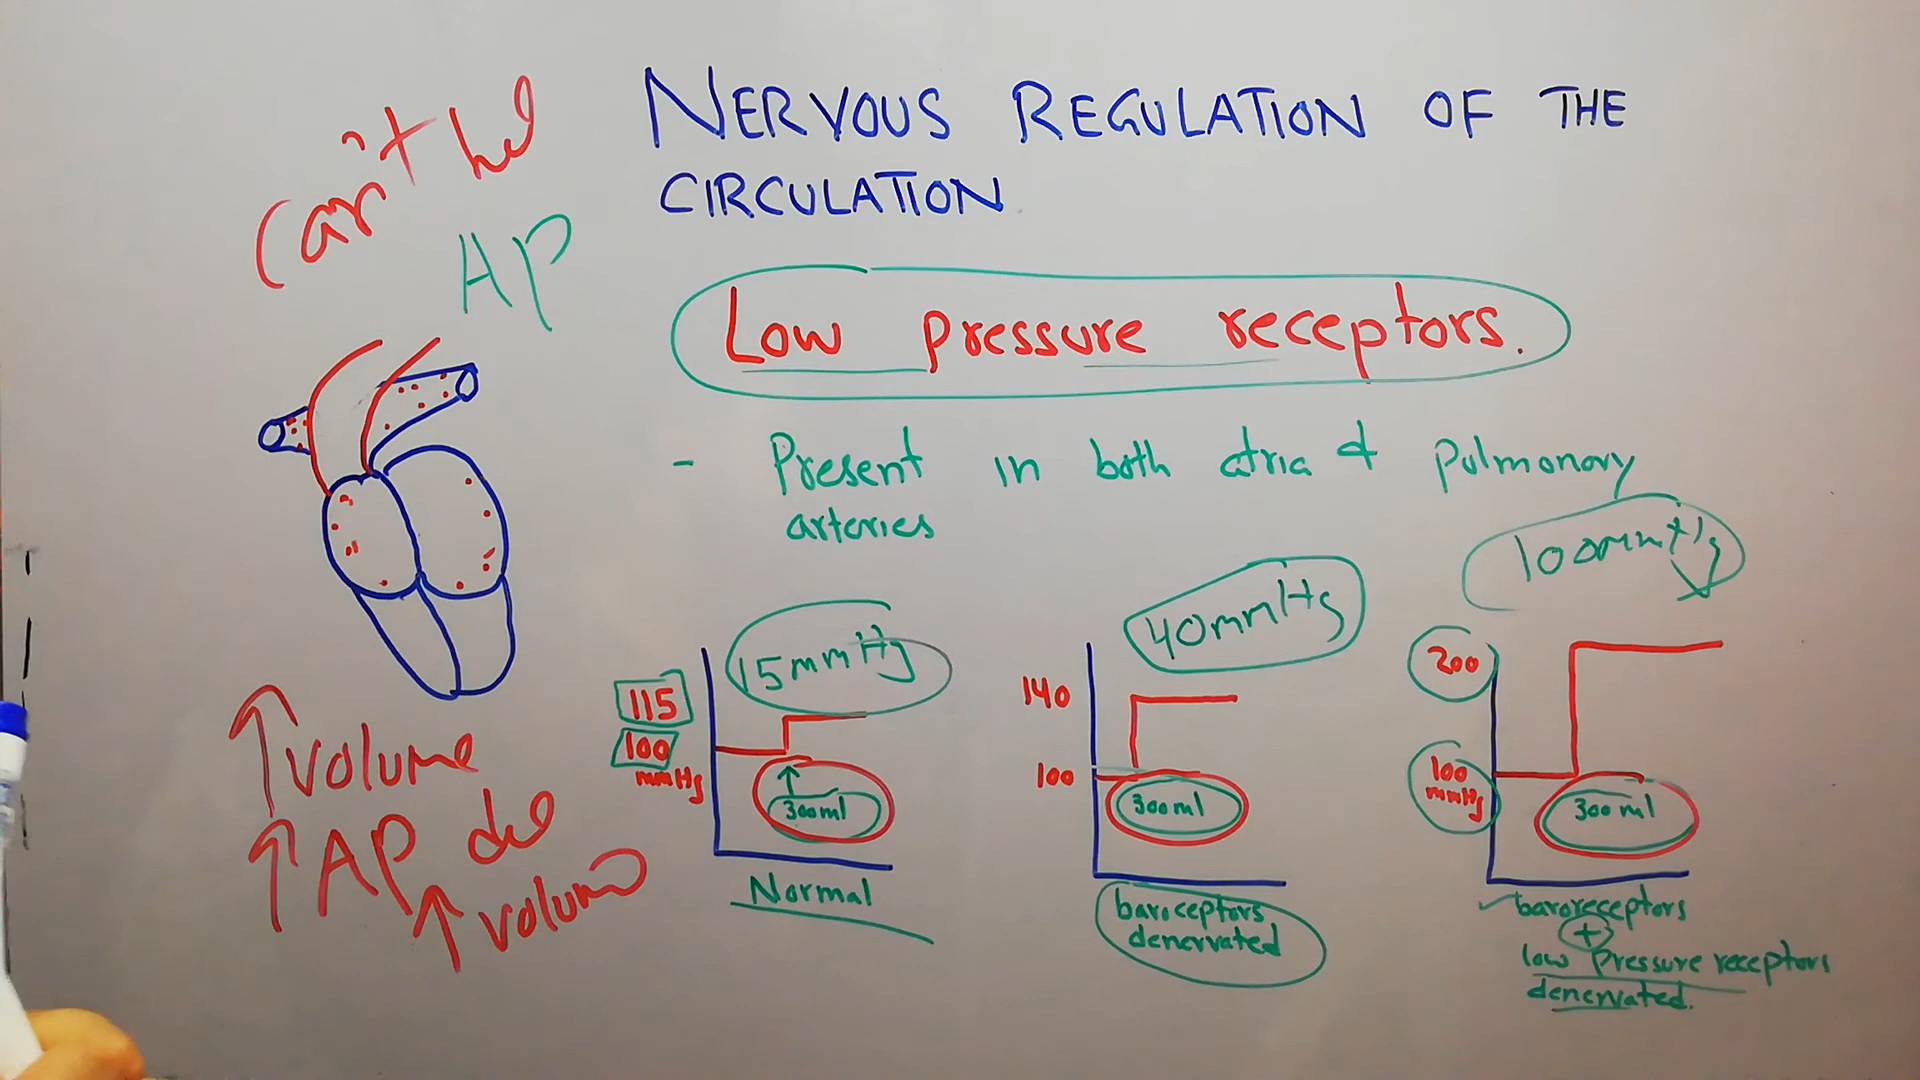 NERVOUS REGULATION OF THE
CIRCULATION.
can't
AP
Low pressure receptors.
- Present in both atria & pulmonary
arteries
↑ volume
↑ AP
↑ volume
15mmHg
115
100
mmHg
↑
300ml
Normal
40mmHg
140
100
300ml
baroceptors
denervated
100mmHg
200
100
mmHg
300ml
baroreceptors
+
low Pressure receptors
denervated.